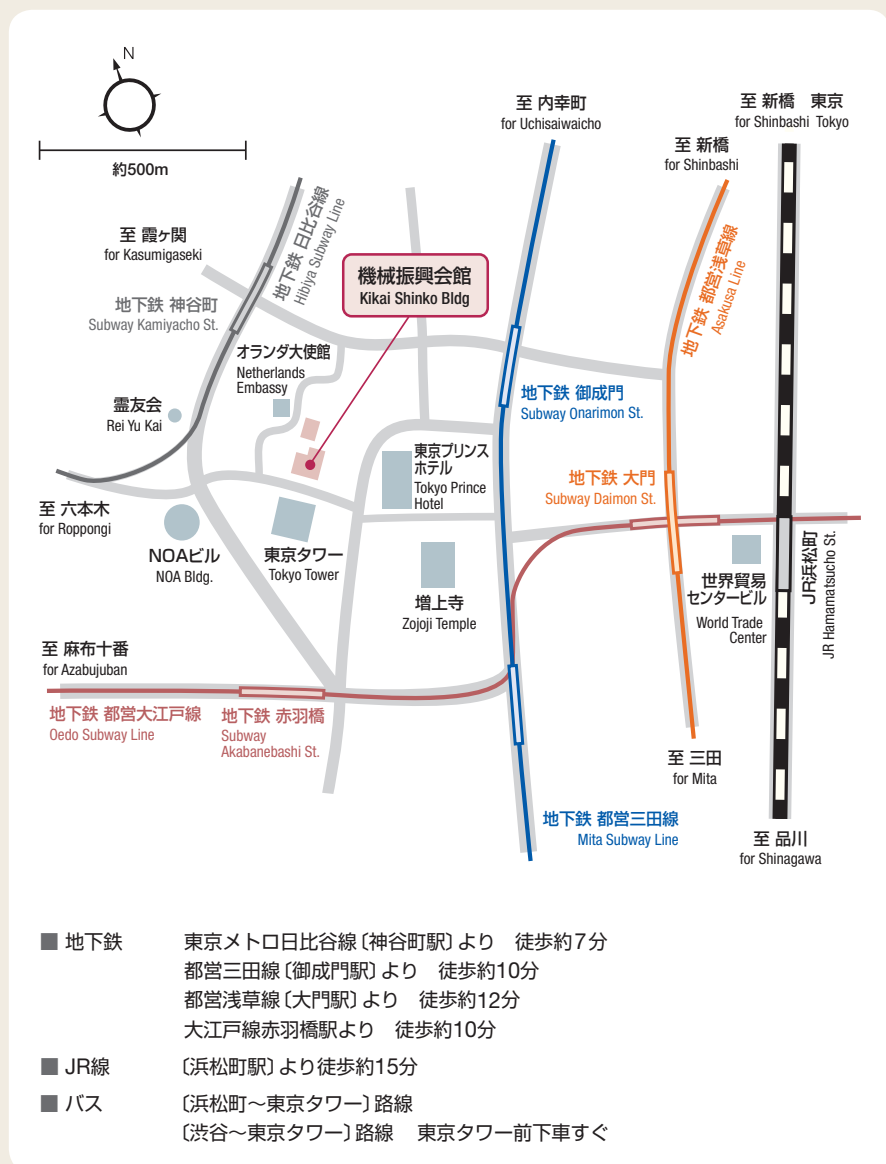 N
約500m
至 内幸町
for Uchisaiwaicho
至 新橋　東京
for Shinbashi Tokyo
至 新橋
for Shinbashi
至 霞ヶ関
for Kasumigaseki
地下鉄 日比谷線
Hibiya Subway Line
機械振興会館
Kikai Shinko Bldg
地下鉄 都営浅草線
Asakusa Line
地下鉄 神谷町
Subway Kamiyacho St.
オランダ大使館
Netherlands
Embassy
霊友会
Rei Yu Kai
地下鉄 御成門
Subway Onarimon St.
東京プリンス
ホテル
Tokyo Prince
Hotel
地下鉄 大門
Subway Daimon St.
至 六本木
for Roppongi
NOAビル
NOA Bldg.
東京タワー
Tokyo Tower
増上寺
Zojoji Temple
世界貿易
センタービル
World Trade
Center
JR浜松町
JR Hamamatsucho St.
至 麻布十番
for Azabujuban
地下鉄 都営大江戸線
Oedo Subway Line
地下鉄 赤羽橋
Subway
Akabanebashi St.
至 三田
for Mita
地下鉄 都営三田線
Mita Subway Line
至 品川
for Shinagawa
■ 地下鉄　東京メトロ日比谷線〔神谷町駅〕より　徒歩約7分
都営三田線〔御成門駅〕より　徒歩約10分
都営浅草線〔大門駅〕より　徒歩約12分
大江戸線赤羽橋駅より　徒歩約10分
■ JR線　〔浜松町駅〕より徒歩約15分
■ バス　〔浜松町～東京タワー〕路線
〔渋谷～東京タワー〕路線　東京タワー前下車すぐ